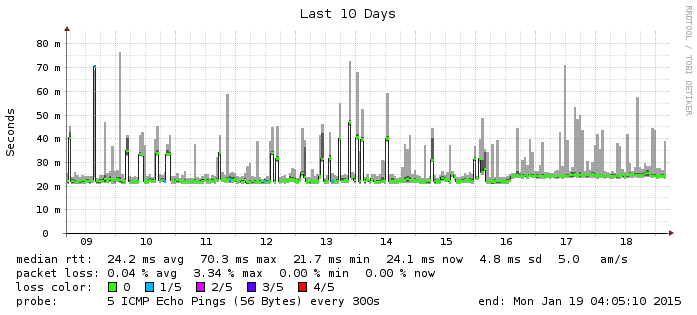 Last 10 Days
RRDTOOL / TOBI OETIKER
Seconds
80 m
70 m
60 m
50 m
40 m
30 m
20 m
10 m
0
09 10 11 12 13 14 15 16 17 18
median rtt: 24.2 ms avg 70.3 ms max 21.7 ms min 24.1 ms now 4.8 ms sd 5.0 am/s
packet loss: 0.04 % avg 3.34 % max 0.00 % min 0.00 % now
loss color: 0 1/5 2/5 3/5 4/5
probe: 5 ICMP Echo Pings (56 Bytes) every 300s end: Mon Jan 19 04:05:10 2015